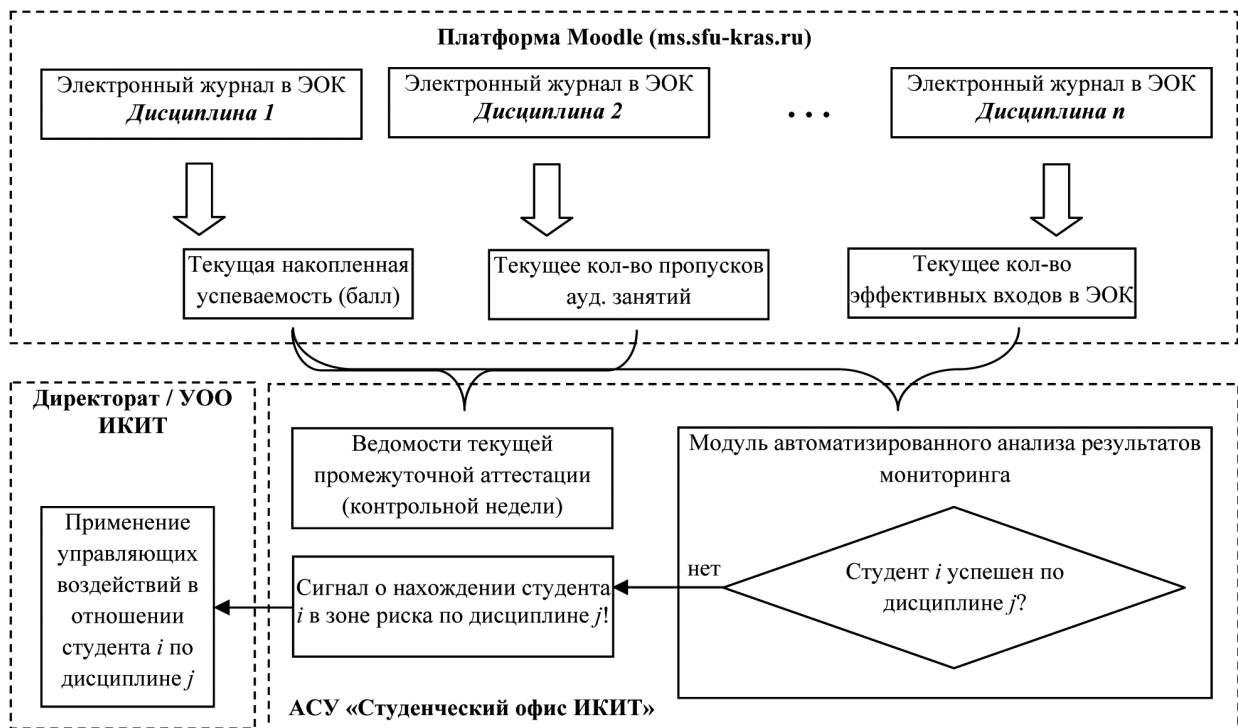 Платформа Moodle (ms.sfu-kras.ru)
Электронный журнал в ЭОК
Дисциплина 1
Электронный журнал в ЭОК
Дисциплина 2
. . .
Электронный журнал в ЭОК
Дисциплина n
Текущая накопленная
успеваемость (балл)
Текущее кол-во пропусков
ауд. занятий
Текущее кол-во
эффективных входов в ЭОК
Директорат / УОО
ИКИТ
Применение
управляющих
воздействий в
отношении
студента i по
дисциплине j
Ведомости текущей
промежуточной аттестации
(контрольной недели)
Сигнал о нахождении студента
i в зоне риска по дисциплине j!
нет
Модуль автоматизированного анализа результатов
мониторинга
Студент i успешен по
дисциплине j?
АСУ «Студенческий офис ИКИТ»